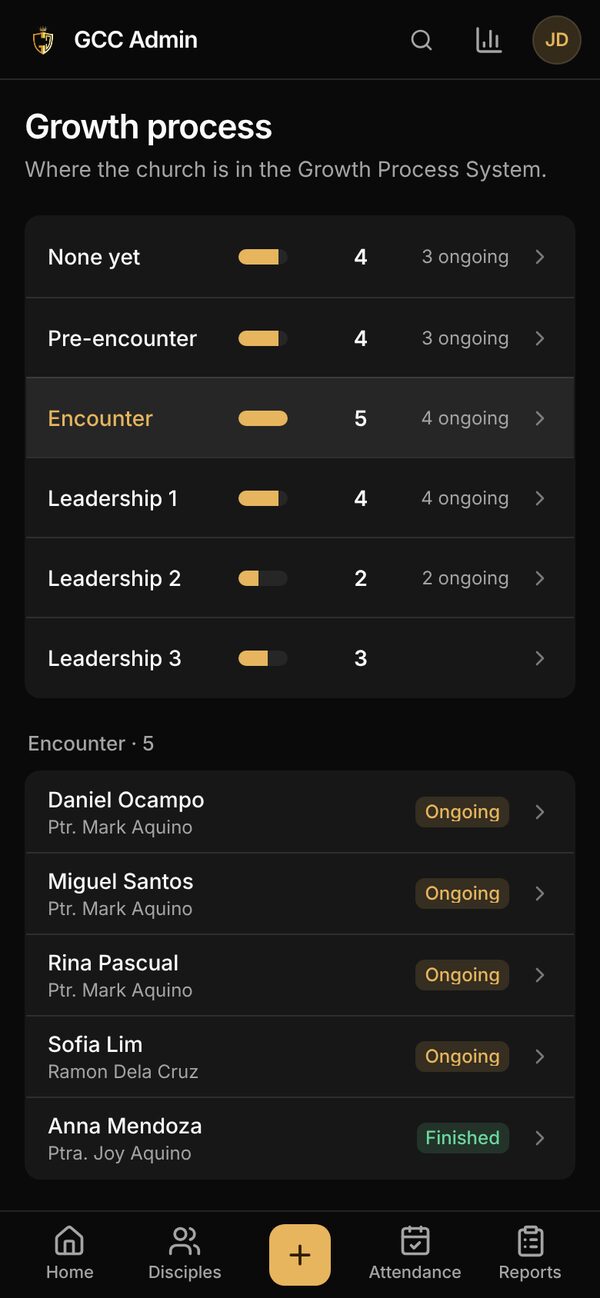 GCC Admin
JD
Growth process
Where the church is in the Growth Process System.
None yet 4 3 ongoing
Pre-encounter 4 3 ongoing
Encounter 5 4 ongoing
Leadership 1 4 4 ongoing
Leadership 2 2 2 ongoing
Leadership 3 3
Encounter · 5
Daniel Ocampo
Ptr. Mark Aquino
Ongoing
Miguel Santos
Ptr. Mark Aquino
Ongoing
Rina Pascual
Ptr. Mark Aquino
Ongoing
Sofia Lim
Ramon Dela Cruz
Ongoing
Anna Mendoza
Ptra. Joy Aquino
Finished
Home Disciples + Attendance Reports